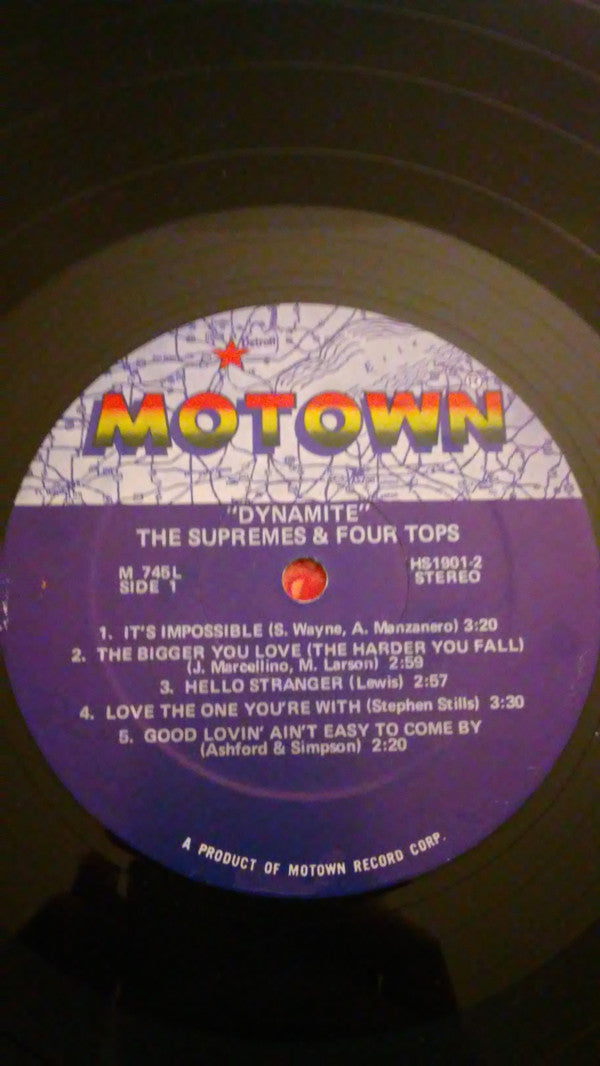 Detroit
ERIE
MOTOWN®
"DYNAMITE"
THE SUPREMES & FOUR TOPS
M 745L HS1901-2
SIDE 1 STEREO
1. IT'S IMPOSSIBLE (S. Wayne, A. Manzanero) 3:20
2. THE BIGGER YOU LOVE (THE HARDER YOU FALL)
(J. Marcellino, M. Larson) 2:59
3. HELLO STRANGER (Lewis) 2:57
4. LOVE THE ONE YOU'RE WITH (Stephen Stills) 3:30
5. GOOD LOVIN' AIN'T EASY TO COME BY
(Ashford & Simpson) 2:20
A PRODUCT OF MOTOWN RECORD CORP.